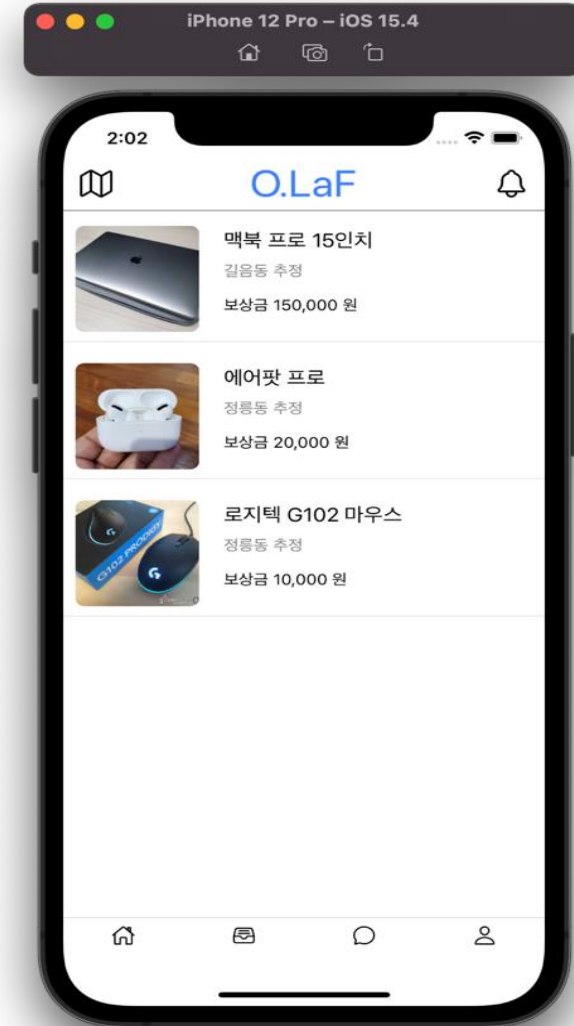 iPhone 12 Pro – iOS 15.4
2:02
O.LaF
맥북 프로 15인치
길음동 추정
보상금 150,000 원
에어팟 프로
정릉동 추정
보상금 20,000 원
로지텍 G102 마우스
정릉동 추정
보상금 10,000 원
G102 PRODIGY